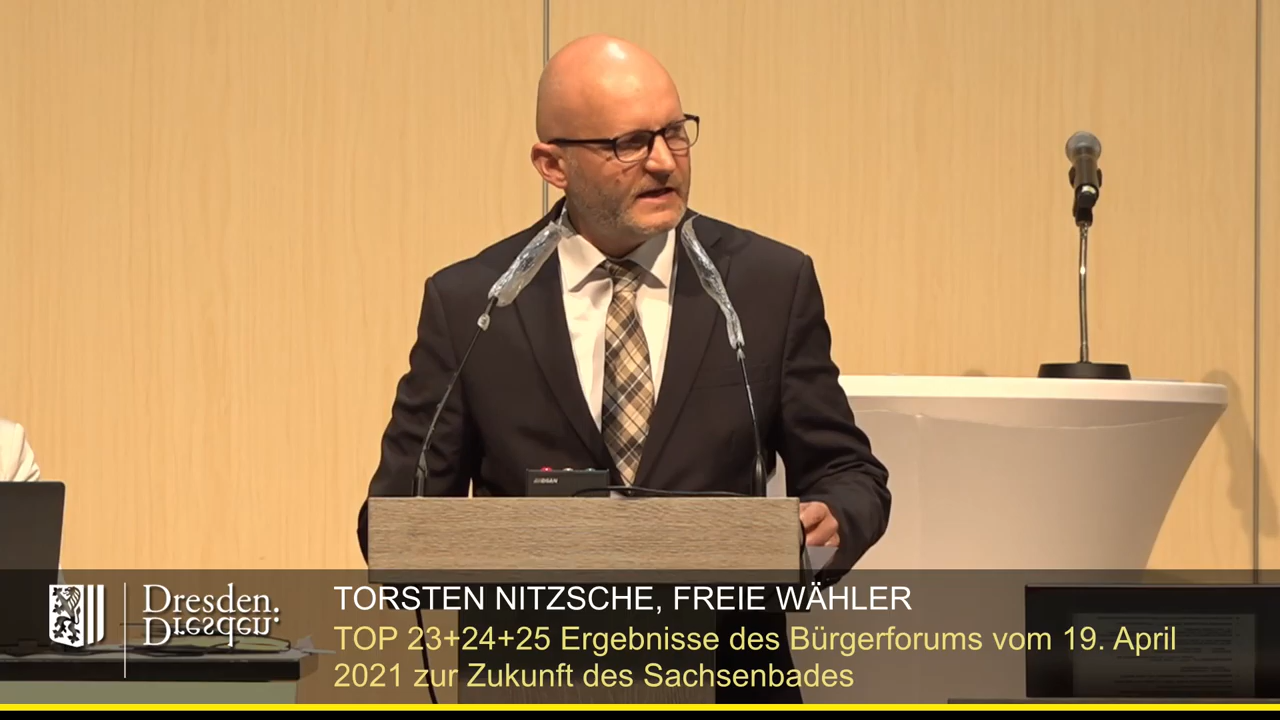 Dresden.
Dresden.
TORSTEN NITZSCHE, FREIE WÄHLER
TOP 23+24+25 Ergebnisse des Bürgerforums vom 19. April
2021 zur Zukunft des Sachsenbades